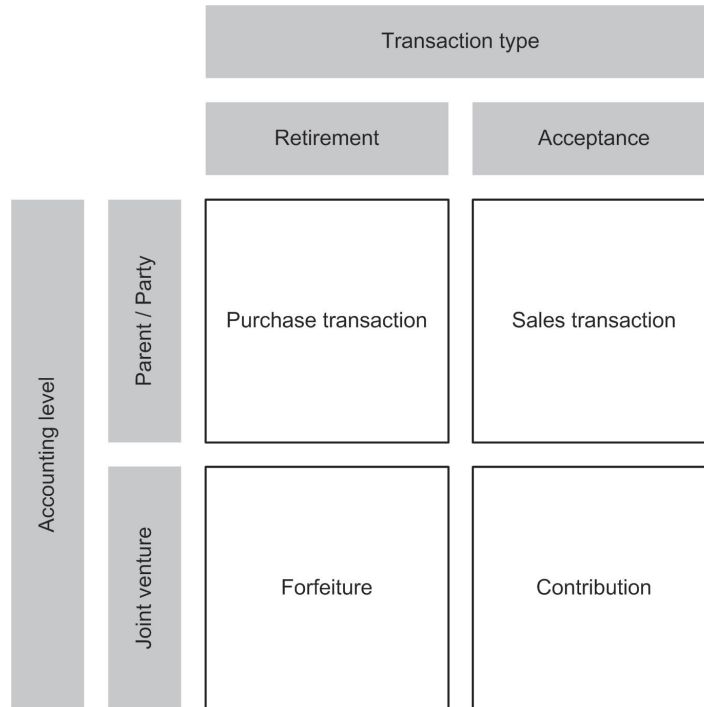 Transaction type
Retirement
Acceptance
Accounting level
Parent / Party
Purchase transaction
Sales transaction
Joint venture
Forfeiture
Contribution